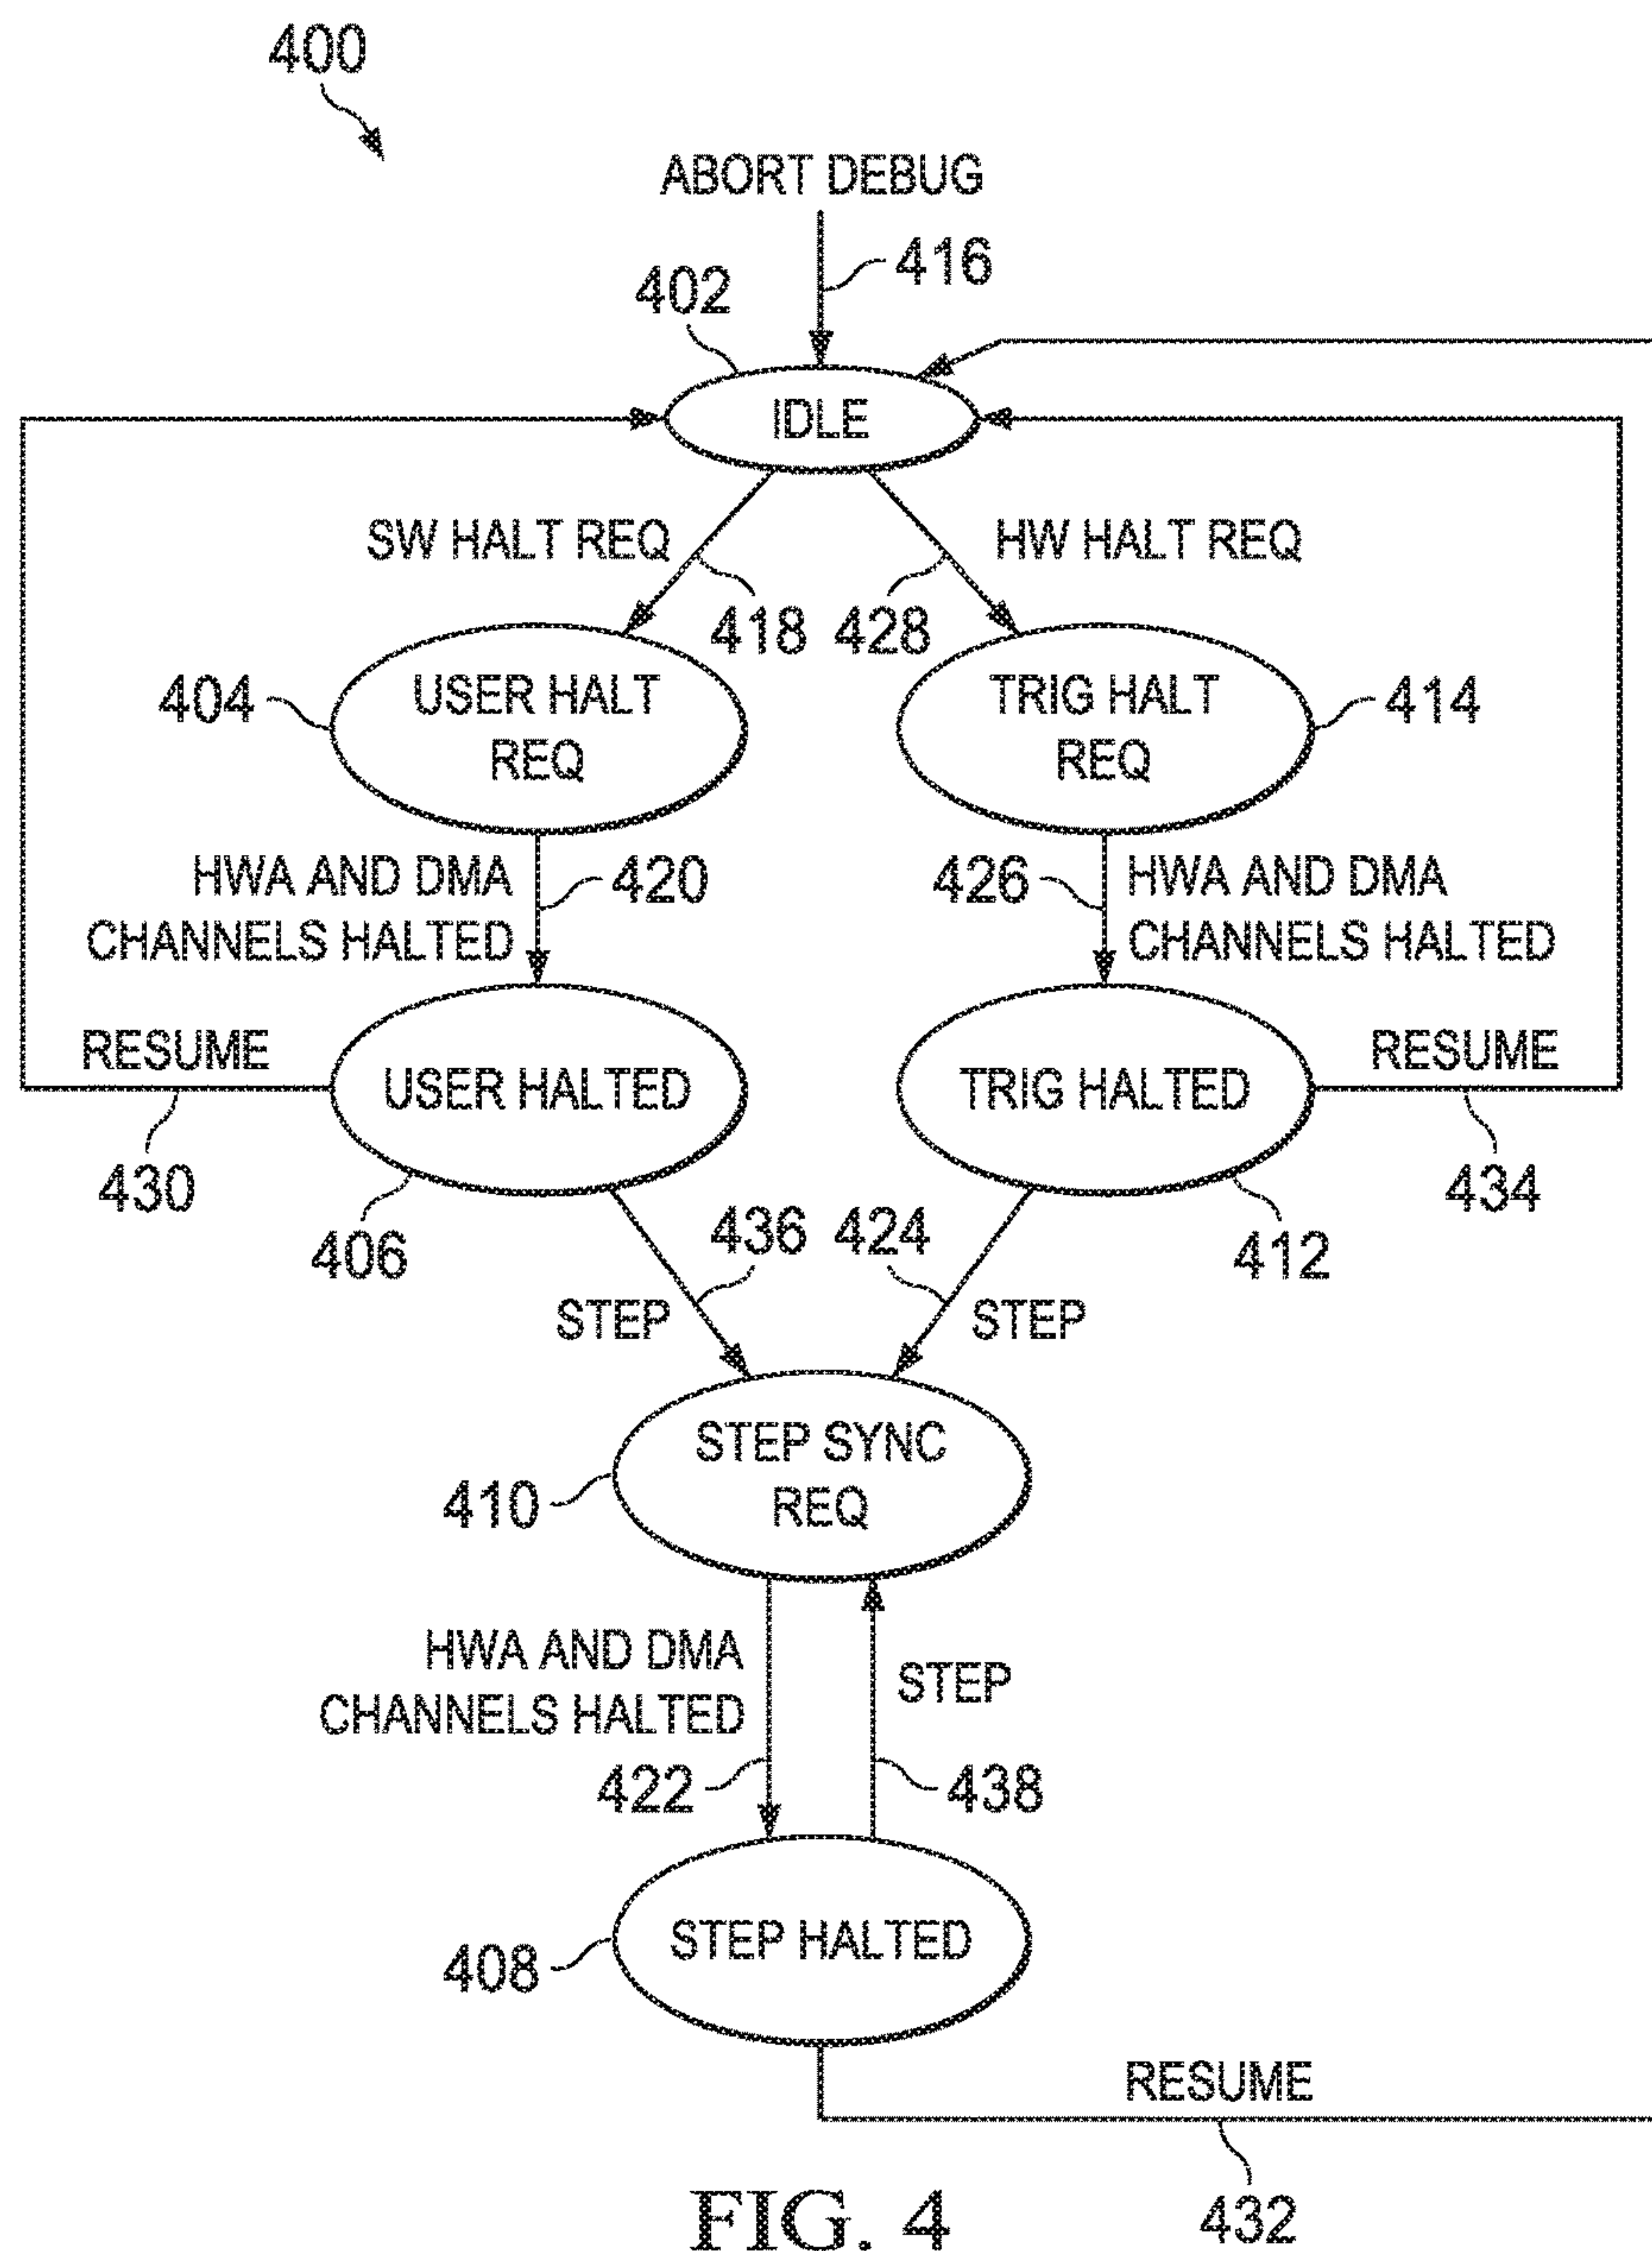 400
ABORT DEBUG
416
402
IDLE
SW HALT REQ
HW HALT REQ
418
428
404
USER HALT
REQ
TRIG HALT
REQ
414
HWA AND DMA
CHANNELS HALTED
420
426
HWA AND DMA
CHANNELS HALTED
RESUME
USER HALTED
TRIG HALTED
RESUME
430
434
406
436
424
412
STEP
STEP
STEP SYNC
REQ
410
HWA AND DMA
CHANNELS HALTED
STEP
422
438
STEP HALTED
408
RESUME
432
FIG. 4